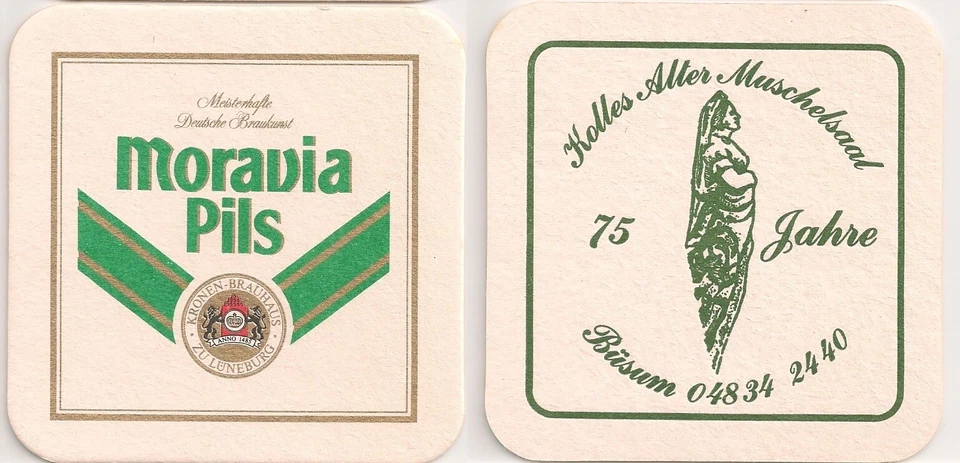 Meisterhafte
Deutsche Braukunst
Moravia
Pils
KRONEN-BRAUHAUS
ANNO 1485
ZU LÜNEBURG
Kolles Alter Muschelsaal
75 Jahre
Büsum 04834 2440